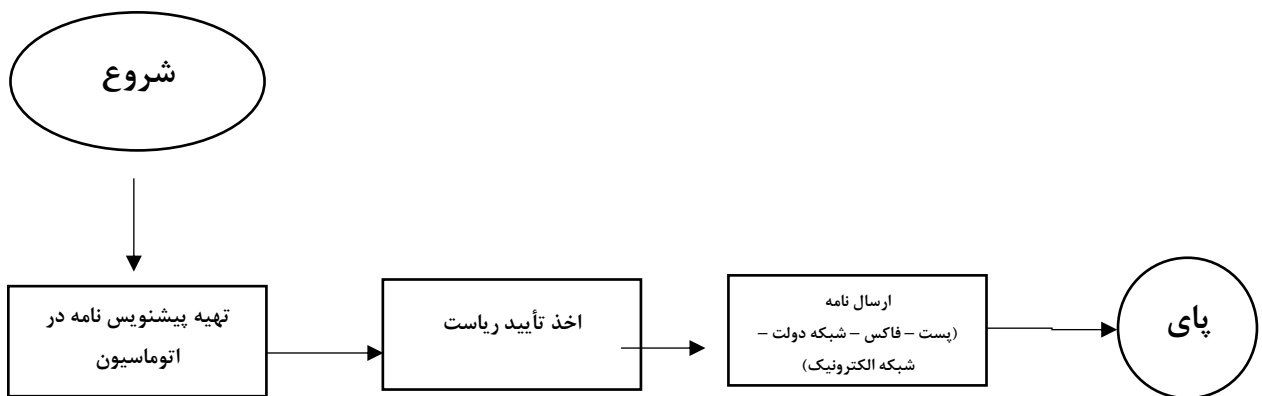 شروع
تهیه پیشنویس نامه در
اتوماسیون
اخذ تأیید ریاست
ارسال نامه
(پست – فاکس – شبکه دولت –
شبکه الکترونیک)
پای